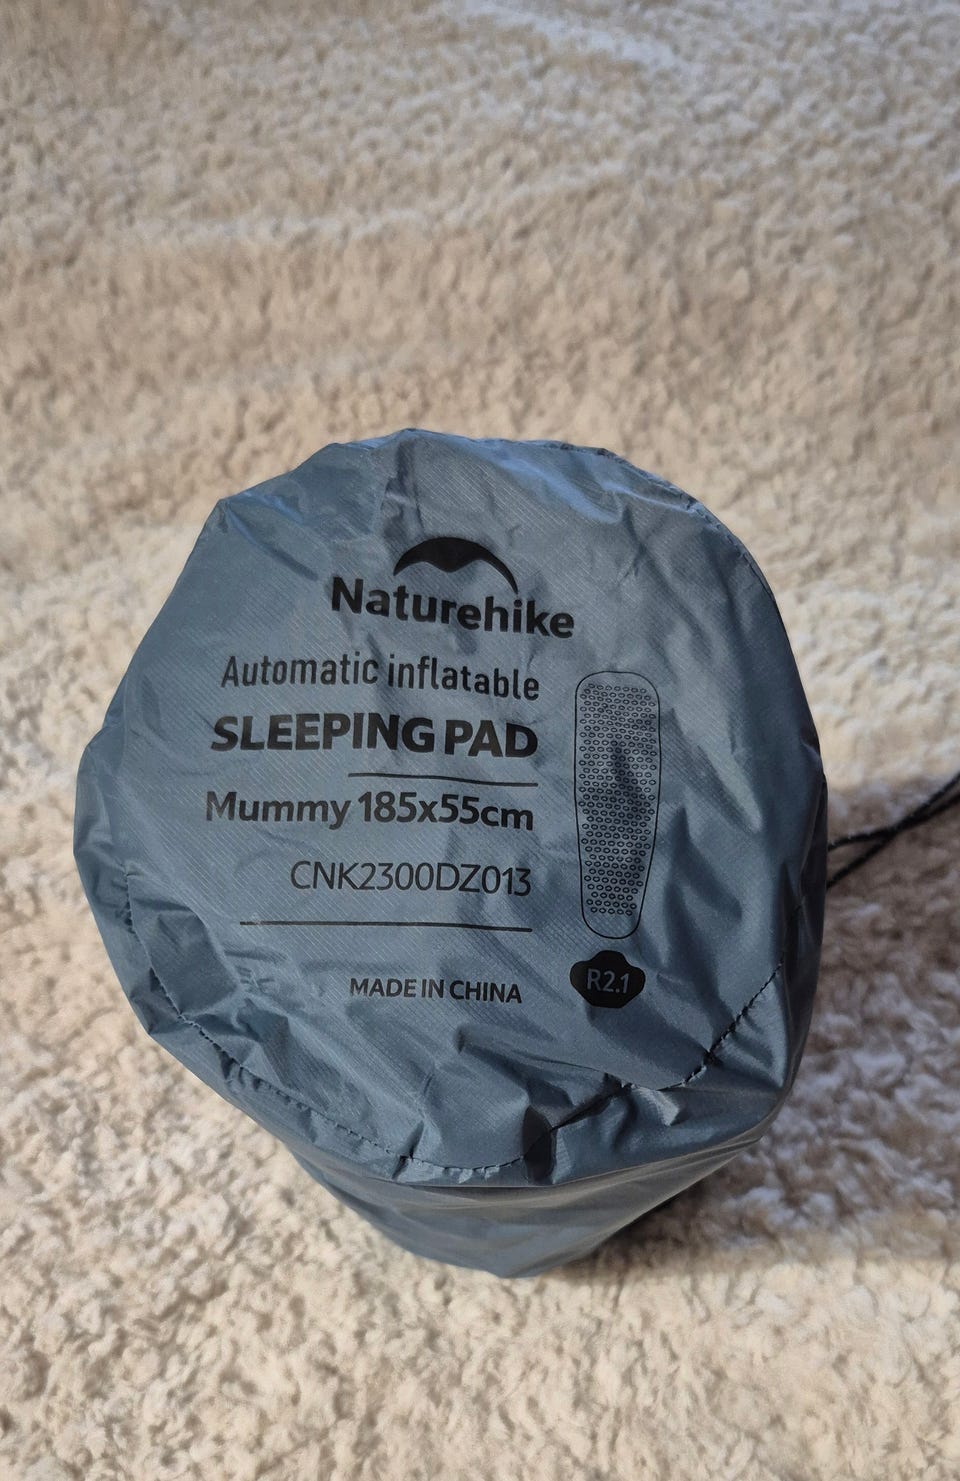 Naturehike
Automatic inflatable
SLEEPING PAD
Mummy 185x55cm
CNK2300DZ013
MADE IN CHINA
R2.1